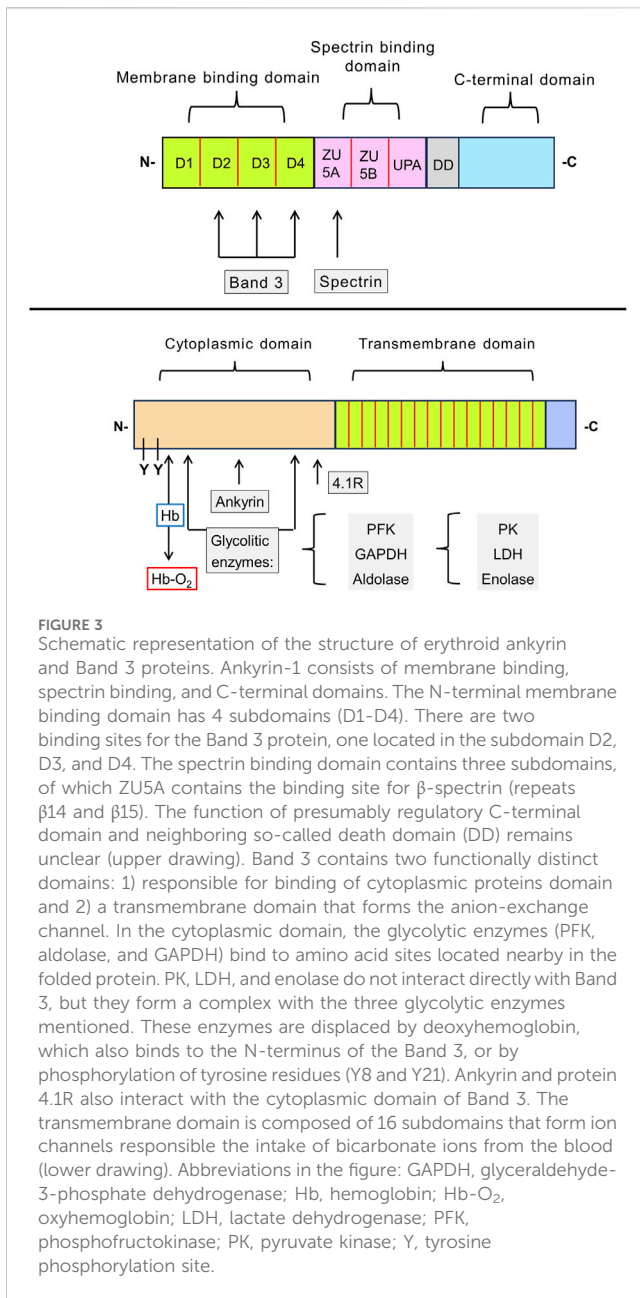 Membrane binding domain
Spectrin binding
domain
C-terminal domain
N-
D1
D2
D3
D4
ZU
5A
ZU
5B
UPA
DD
-C
Band 3
Spectrin
Cytoplasmic domain
Transmembrane domain
N-
-C
Y
Y
Hb
Hb-O₂
Ankyrin
4.1R
Glycolitic
enzymes:
PFK
GAPDH
Aldolase
PK
LDH
Enolase
FIGURE 3
Schematic representation of the structure of erythroid ankyrin
and Band 3 proteins. Ankyrin-1 consists of membrane binding,
spectrin binding, and C-terminal domains. The N-terminal membrane
binding domain has 4 subdomains (D1-D4). There are two
binding sites for the Band 3 protein, one located in the subdomain D2,
D3, and D4. The spectrin binding domain contains three subdomains,
of which ZU5A contains the binding site for β-spectrin (repeats
β14 and β15). The function of presumably regulatory C-terminal
domain and neighboring so-called death domain (DD) remains
unclear (upper drawing). Band 3 contains two functionally distinct
domains: 1) responsible for binding of cytoplasmic proteins domain
and 2) a transmembrane domain that forms the anion-exchange
channel. In the cytoplasmic domain, the glycolytic enzymes (PFK,
aldolase, and GAPDH) bind to amino acid sites located nearby in the
folded protein. PK, LDH, and enolase do not interact directly with Band
3, but they form a complex with the three glycolytic enzymes
mentioned. These enzymes are displaced by deoxyhemoglobin,
which also binds to the N-terminus of the Band 3, or by
phosphorylation of tyrosine residues (Y8 and Y21). Ankyrin and protein
4.1R also interact with the cytoplasmic domain of Band 3. The
transmembrane domain is composed of 16 subdomains that form ion
channels responsible the intake of bicarbonate ions from the blood
(lower drawing). Abbreviations in the figure: GAPDH, glyceraldehyde-
3-phosphate dehydrogenase; Hb, hemoglobin; Hb-O₂,
oxyhemoglobin; LDH, lactate dehydrogenase; PFK,
phosphofructokinase; PK, pyruvate kinase; Y, tyrosine
phosphorylation site.